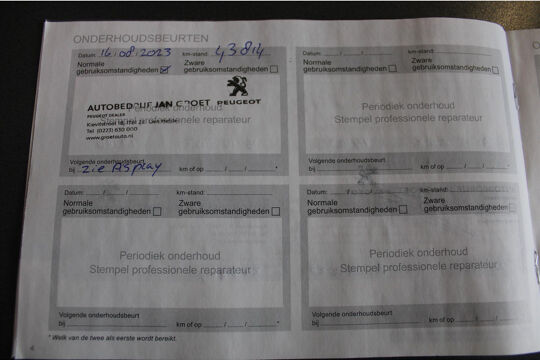 ONDERHOUDSBEURTEN
Datum: 16/08/2023 km-stand: 43814
Normale gebruiksomstandigheden
Zware gebruiksomstandigheden
AUTOBEDRIJF JAN GROET PEUGEOT
PEUGEOT DEALER
Tel. (0223) 630 000
www.groetauto.nl
Periodiek onderhoud
Stempel professionele reparateur
Volgende onderhoudsbeurt
bij zie display km of op / /
Datum: / / km-stand:
Normale gebruiksomstandigheden
Zware gebruiksomstandigheden
Periodiek onderhoud
Stempel professionele reparateur
Volgende onderhoudsbeurt
bij km of op / / *
Datum: / / km-stand:
Normale gebruiksomstandigheden
Zware gebruiksomstandigheden
Periodiek onderhoud
Stempel professionele reparateur
Volgende onderhoudsbeurt
bij km of op / / *
Datum: / / km-stand:
Normale gebruiksomstandigheden
Zware gebruiksomstandigheden
Periodiek onderhoud
Stempel professionele reparateur
Volgende onderhoudsbeurt
bij km of op / / *
* Welk van de twee als eerste wordt bereikt.